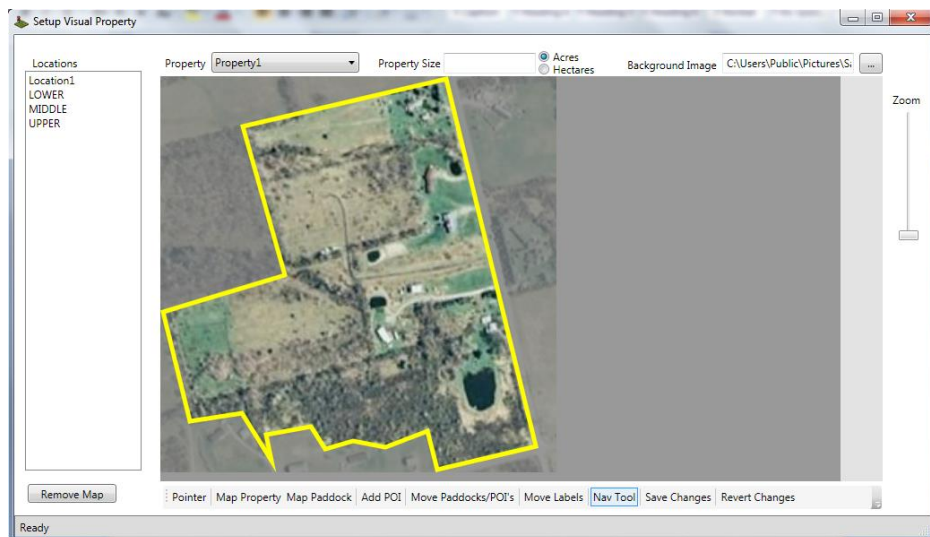 Setup Visual Property
Locations
Property Property1 Property Size Acres Hectares Background Image C:\Users\Public\Pictures\Sa ...
Location1
LOWER
MIDDLE
UPPER
Zoom
Remove Map
Pointer Map Property Map Paddock Add POI Move Paddocks/POI's Move Labels Nav Tool Save Changes Revert Changes
Ready